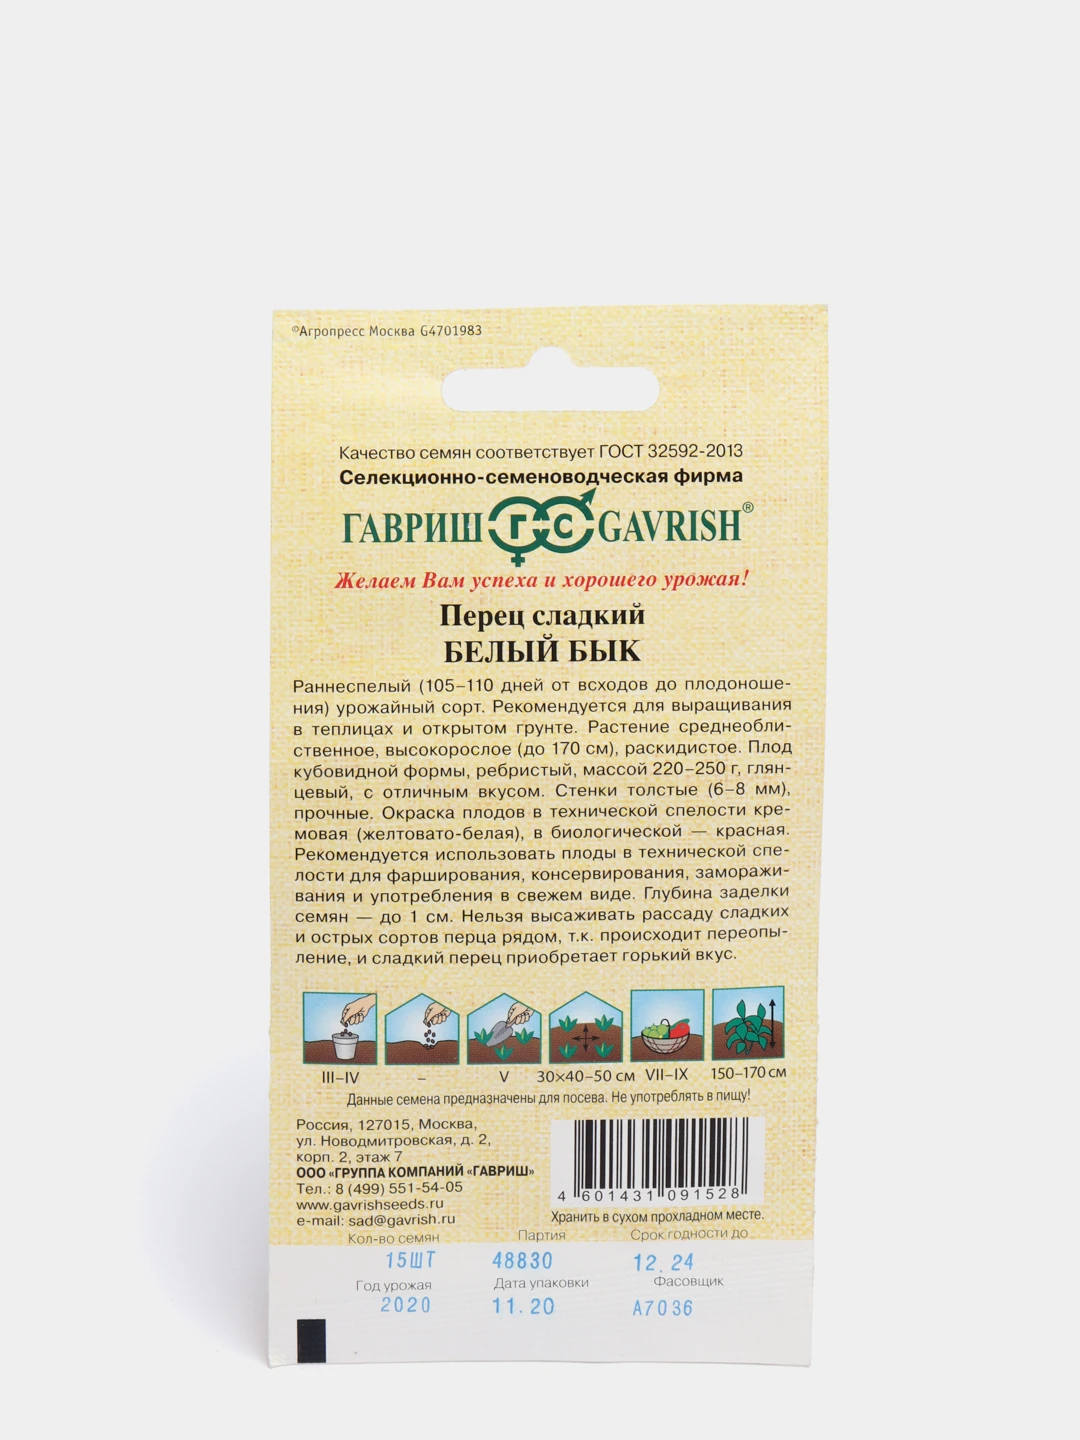 ©Агропресс Москва G4701983
Качество семян соответствует ГОСТ 32592-2013
Селекционно-семеноводческая фирма
ГАВРИШ ГС GAVRISH®
Желаем Вам успеха и хорошего урожая!
Перец сладкий
БЕЛЫЙ БЫК
Раннеспелый (105–110 дней от всходов до плодоноше-
ния) урожайный сорт. Рекомендуется для выращивания
в теплицах и открытом грунте. Растение среднеобли-
ственное, высокорослое (до 170 см), раскидистое. Плод
кубовидной формы, ребристый, массой 220–250 г, глян-
цевый, с отличным вкусом. Стенки толстые (6–8 мм),
прочные. Окраска плодов в технической спелости кре-
мовая (желтовато-белая), в биологической — красная.
Рекомендуется использовать плоды в технической спе-
лости для фарширования, консервирования, заморажи-
вания и употребления в свежем виде. Глубина заделки
семян — до 1 см. Нельзя высаживать рассаду сладких
и острых сортов перца рядом, т.к. происходит переопы-
ление, и сладкий перец приобретает горький вкус.
III–IV – V 30×40–50 см VII–IX 150–170 см
Данные семена предназначены для посева. Не употреблять в пищу!
Россия, 127015, Москва,
ул. Новодмитровская, д. 2,
корп. 2, этаж 7
ООО «ГРУППА КОМПАНИЙ «ГАВРИШ»
Тел.: 8 (499) 551-54-05
www.gavrishseeds.ru
e-mail: sad@gavrish.ru
4 601431 091528
Хранить в сухом прохладном месте.
Кол-во семян Партия Срок годности до
15ШТ 48830 12.24
Год урожая Дата упаковки Фасовщик
2020 11.20 А7036